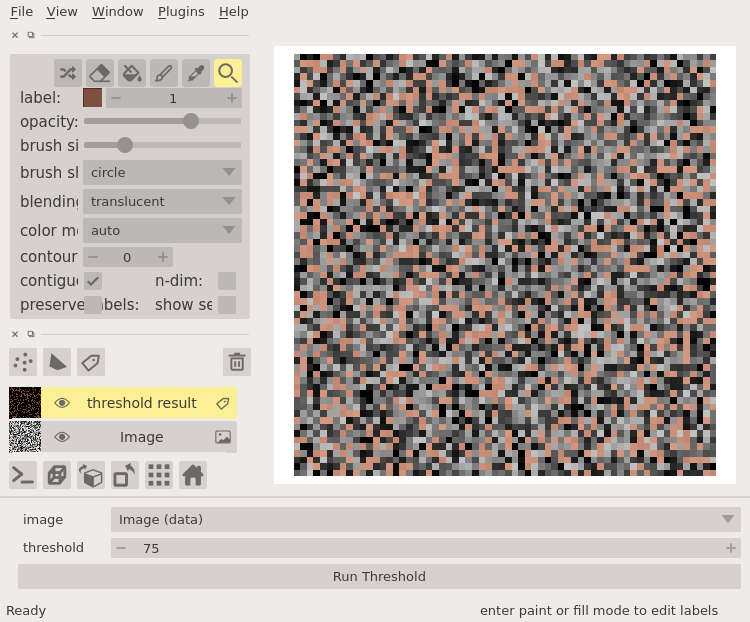 File View Window Plugins Help
label: 1
opacity:
brush si
brush sl circle
blending translucent
color m auto
contour 0
contigu n-dim:
preserve abels: show se
threshold result
Image
image Image (data)
threshold 75
Run Threshold
Ready enter paint or fill mode to edit labels